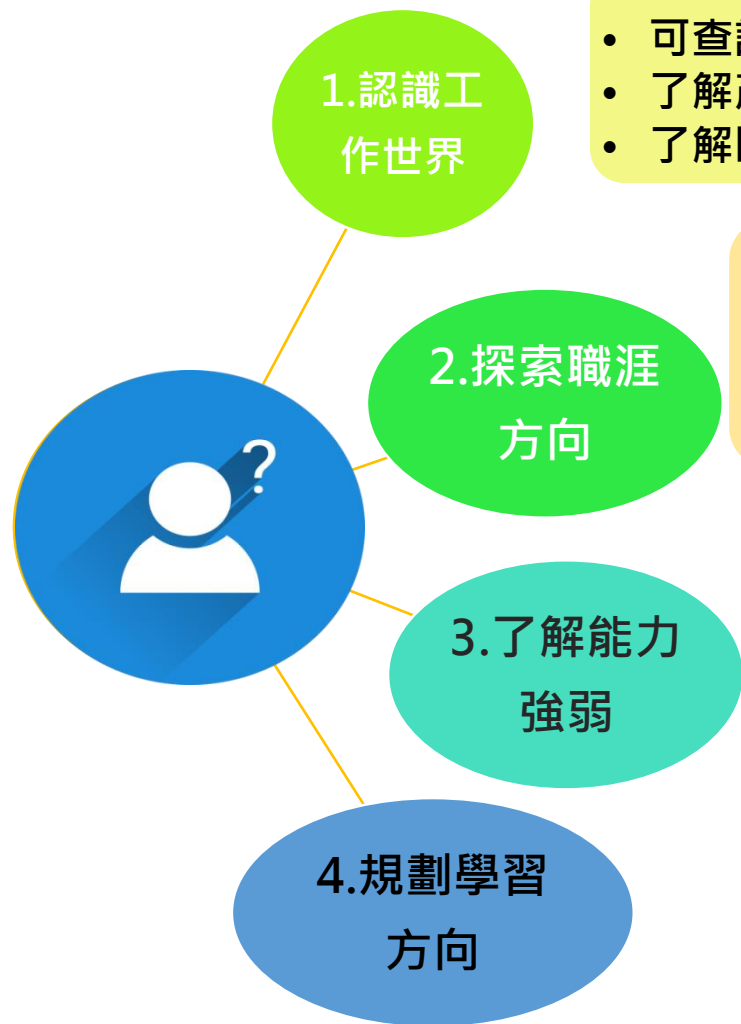 1.認識工
作世界
• 可查
• 了解
• 了解
2.探索職涯
方向
?
3.了解能力
強弱
4.規劃學習
方向